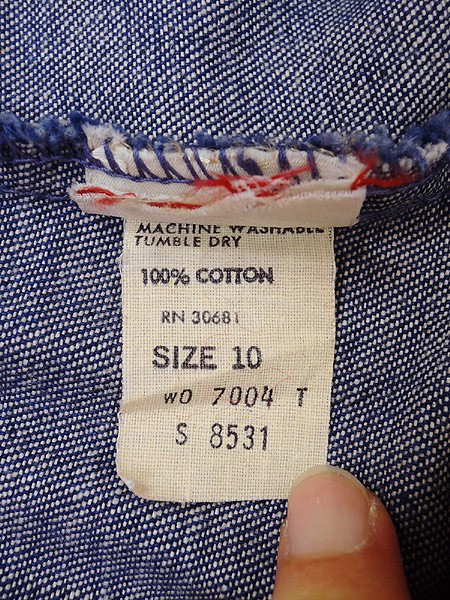 MACHINE WASHABLE
TUMBLE DRY
100% COTTON
RN 30681
SIZE 10
WO 7004 T
S 8531